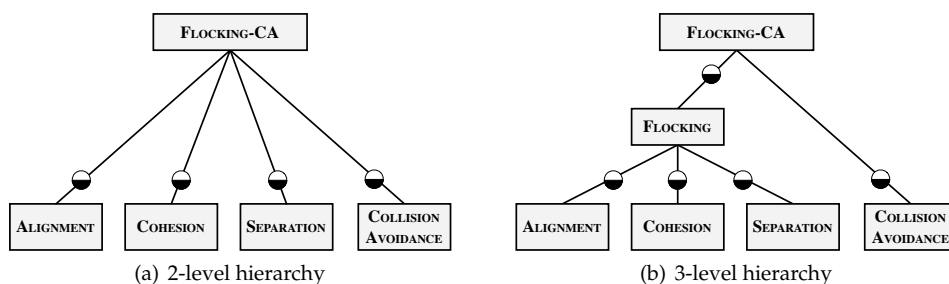 FLOCKING-CA
ALIGNMENT
COHESION
SEPARATION
COLLISION
AVOIDANCE
(a) 2-level hierarchy
FLOCKING-CA
FLOCKING
ALIGNMENT
COHESION
SEPARATION
COLLISION
AVOIDANCE
(b) 3-level hierarchy